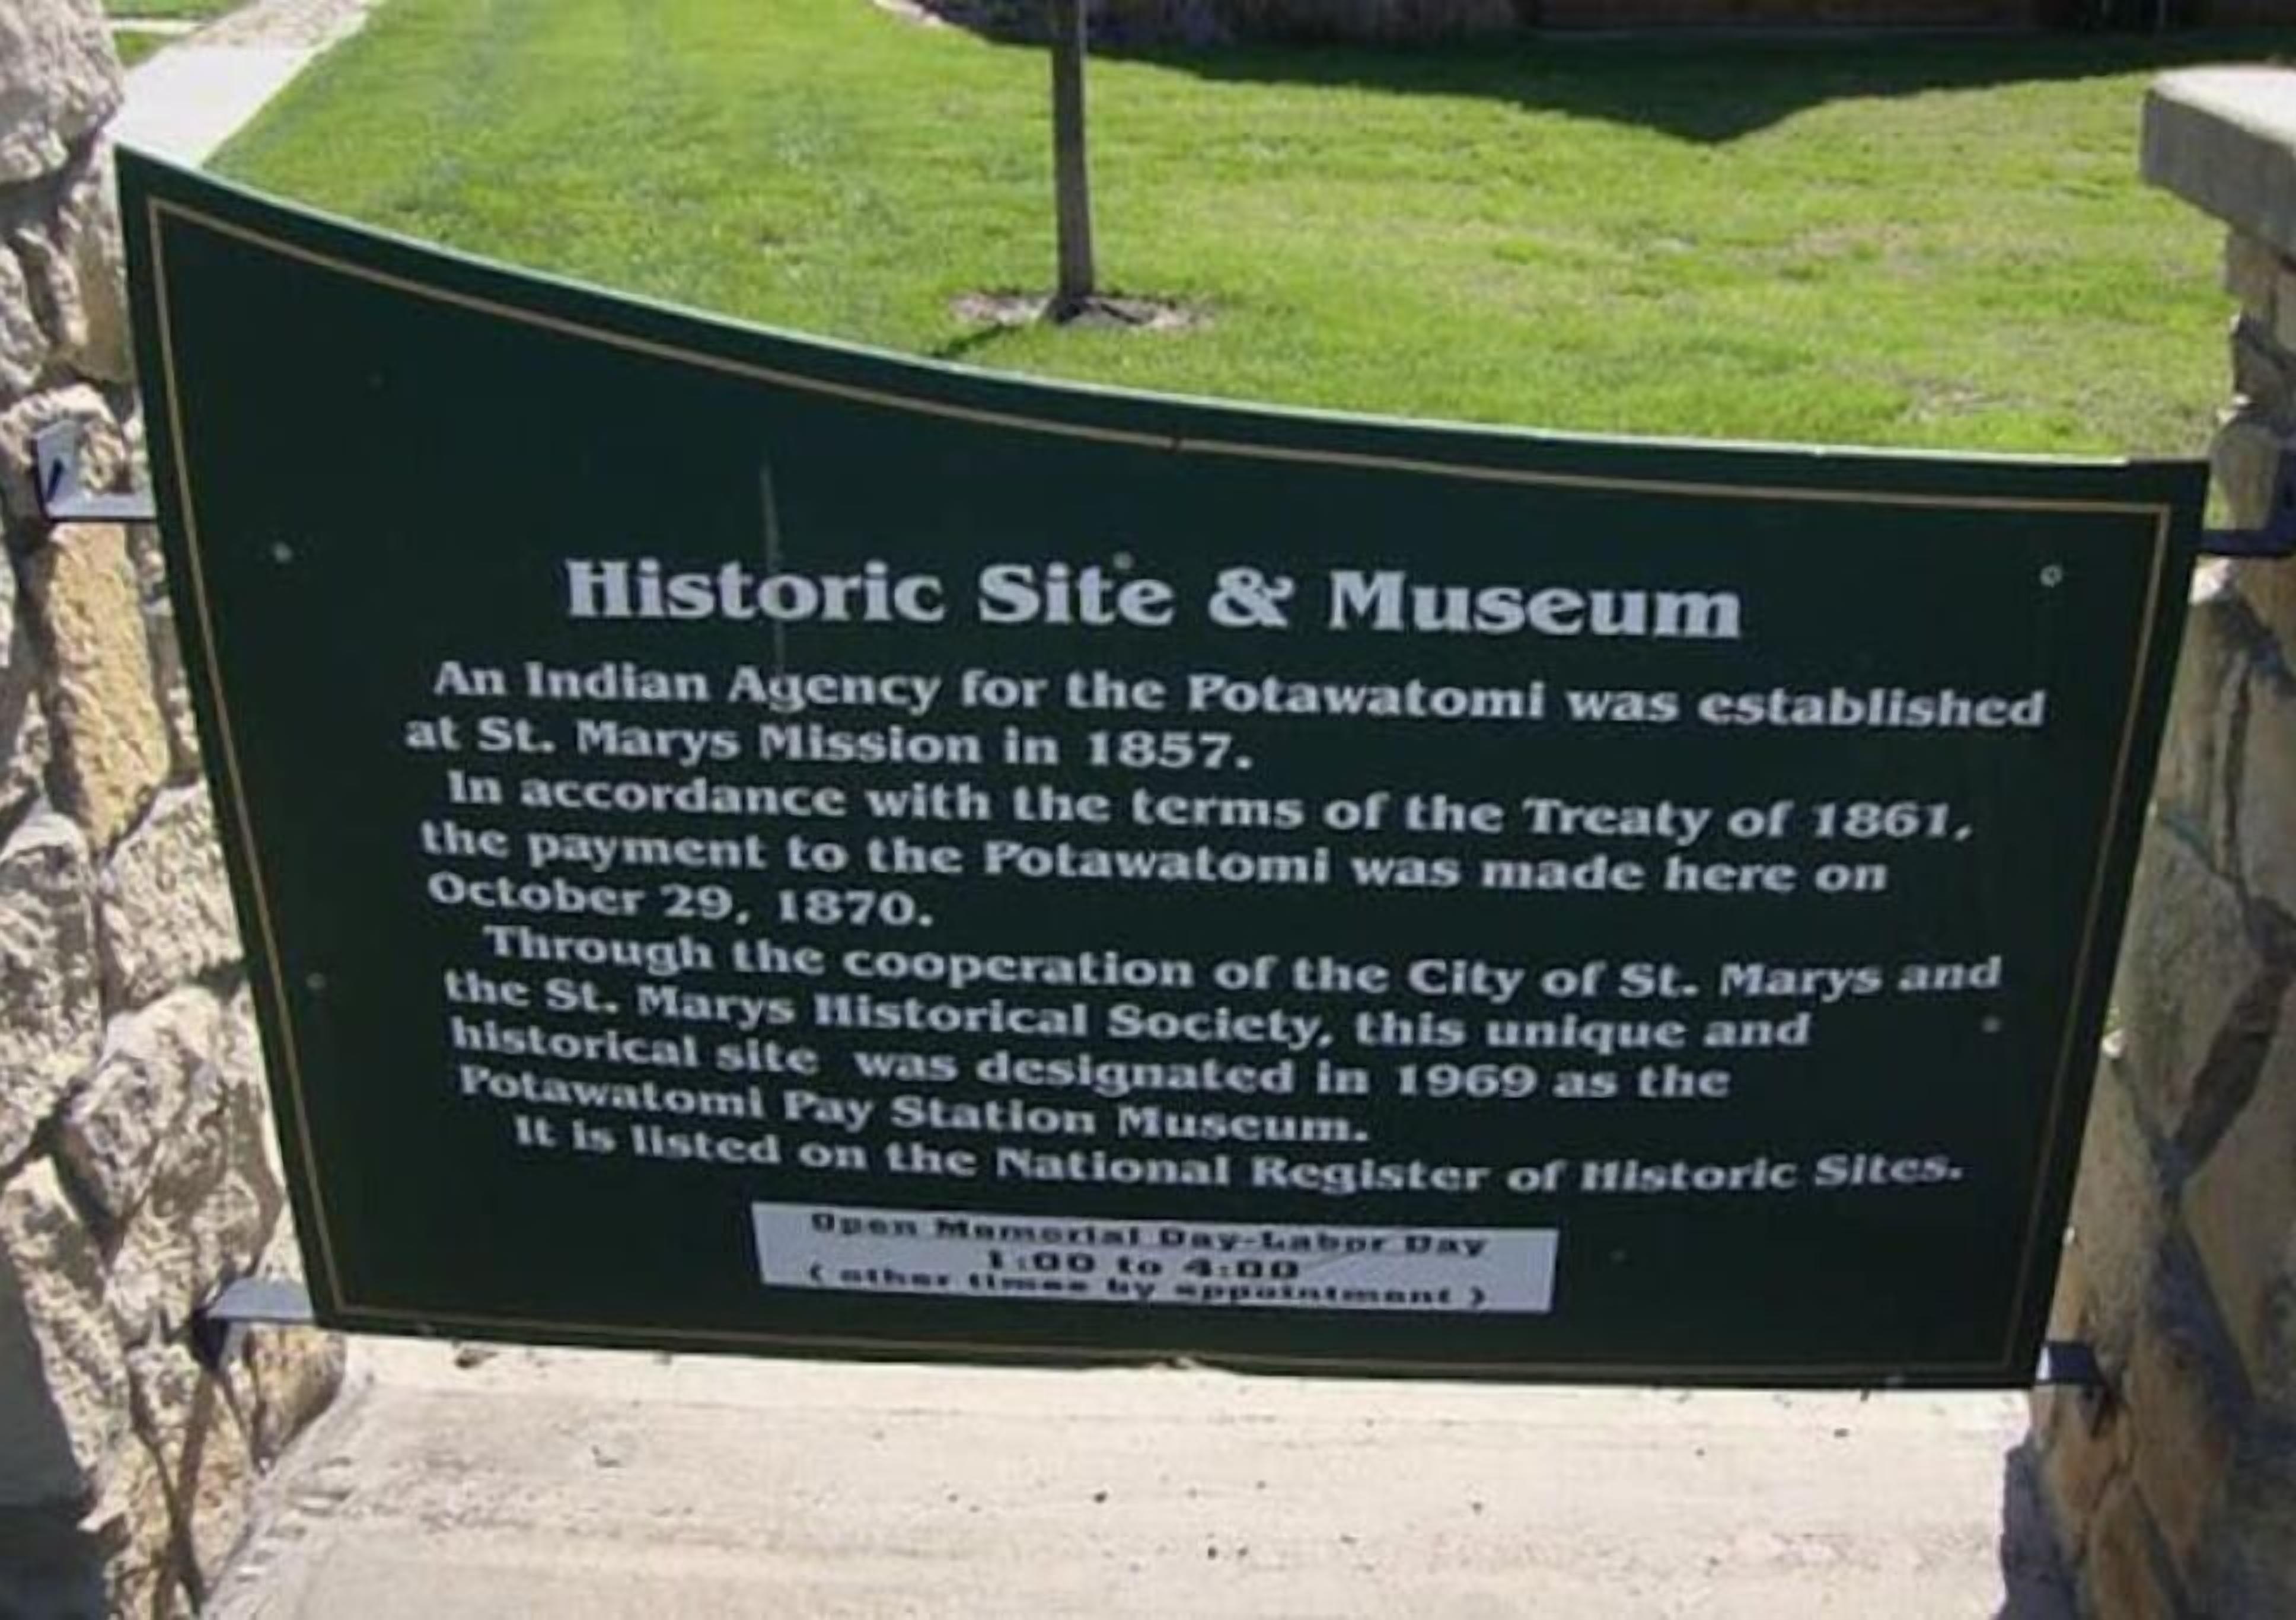 Historic Site & Museum
An Indian Agency for the Potawatomi was established
at St. Marys Mission in 1857.
In accordance with the terms of the Treaty of 1861,
the payment to the Potawatomi was made here on
October 29, 1870.
Through the cooperation of the City of St. Marys and
the St. Marys Historical Society, this unique and
historical site was designated in 1969 as the
Potawatomi Pay Station Museum.
It is listed on the National Register of Historic Sites.
Open Memorial Day-Labor Day
1:00 to 4:00
( other times by appointment )